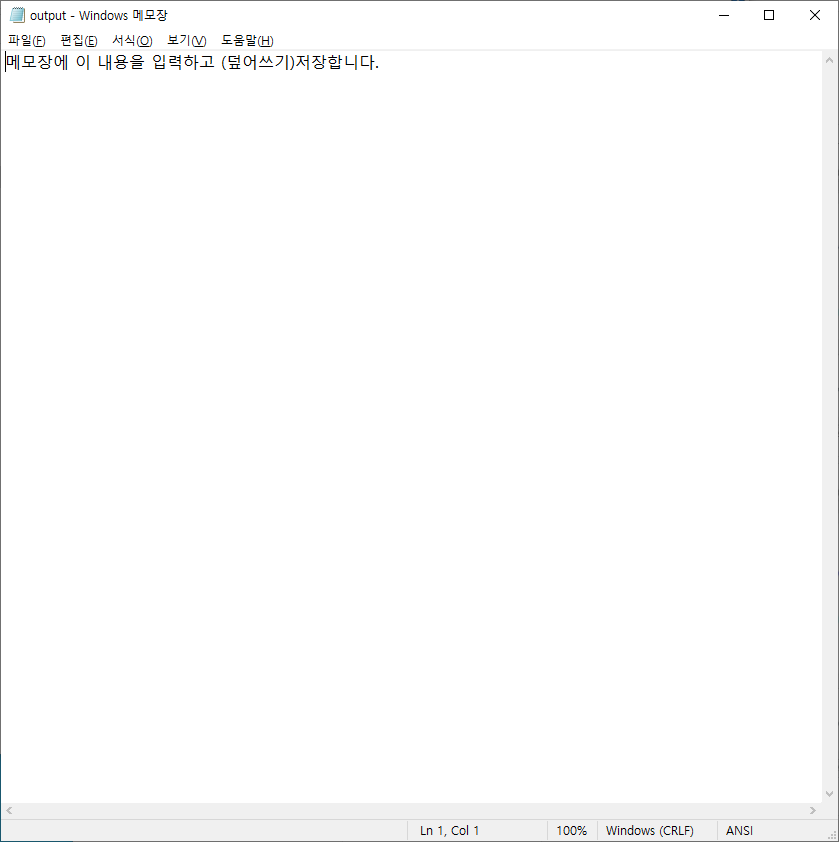 output - Windows 메모장
파일(F) 편집(E) 서식(O) 보기(V) 도움말(H)
메모장에 이 내용을 입력하고 (덮어쓰기)저장합니다.
Ln 1, Col 1 100% Windows (CRLF) ANSI